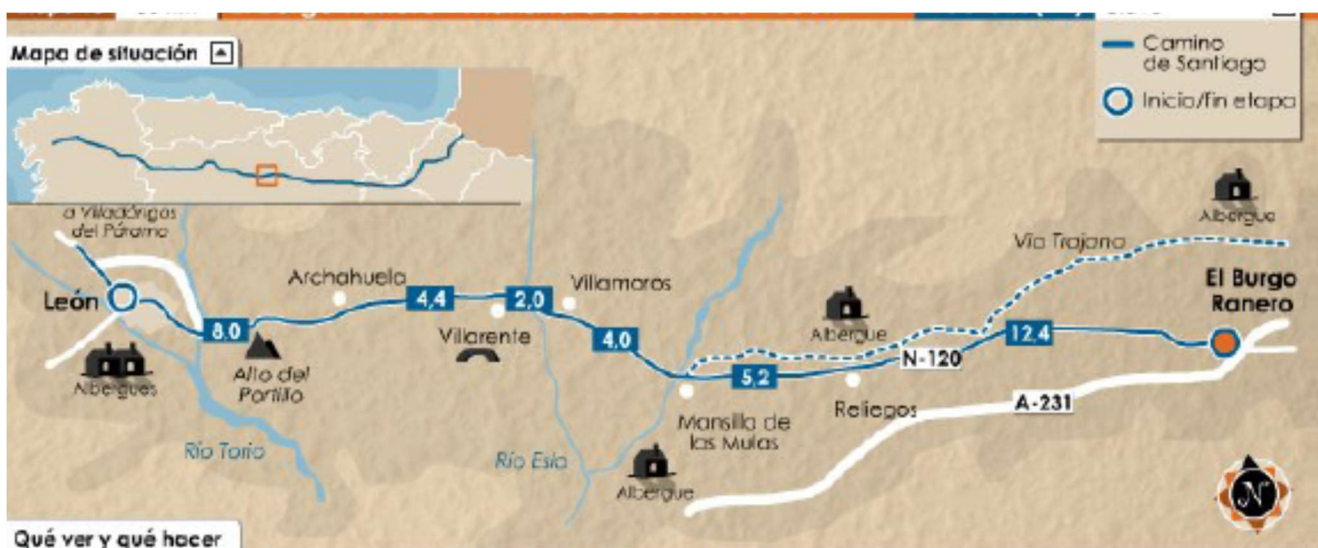 Mapa de situación
Camino
de Santiago
Inicio/fin etapa
a Villadangos
del Páramo
León
8,0
Albergues
Alto del
Portillo
Río Torio
Archahuela
4,4
Villarente
2,0
Villamoros
4,0
Río Esla
Albergue
Mansilla de
las Mulas
5,2
Albergue
Reliegos
N-120
12,4
A-231
Vía Trajana
Albergue
El Burgo
Ranero
N
Qué ver y qué hacer